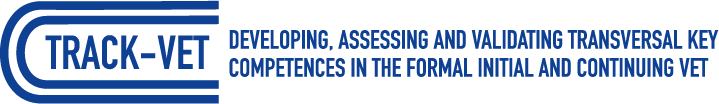 TRACK-VET
DEVELOPING, ASSESSING AND VALIDATING TRANSVERSAL KEY
COMPETENCES IN THE FORMAL INITIAL AND CONTINUING VET